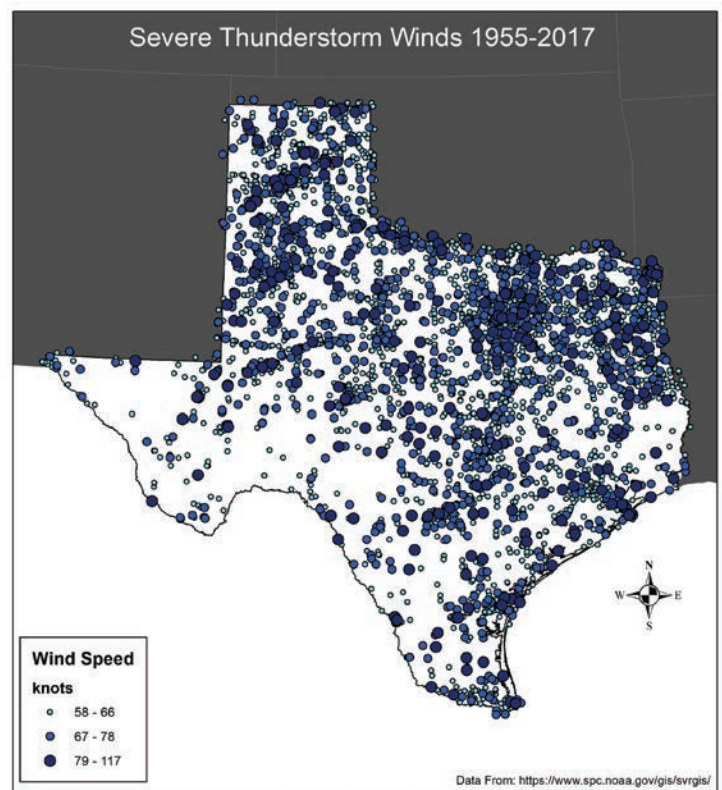 Severe Thunderstorm Winds 1955-2017
N
W E
S
Wind Speed
knots
58 - 66
67 - 78
79 - 117
Data From: https://www.spc.noaa.gov/gis/svrgis/